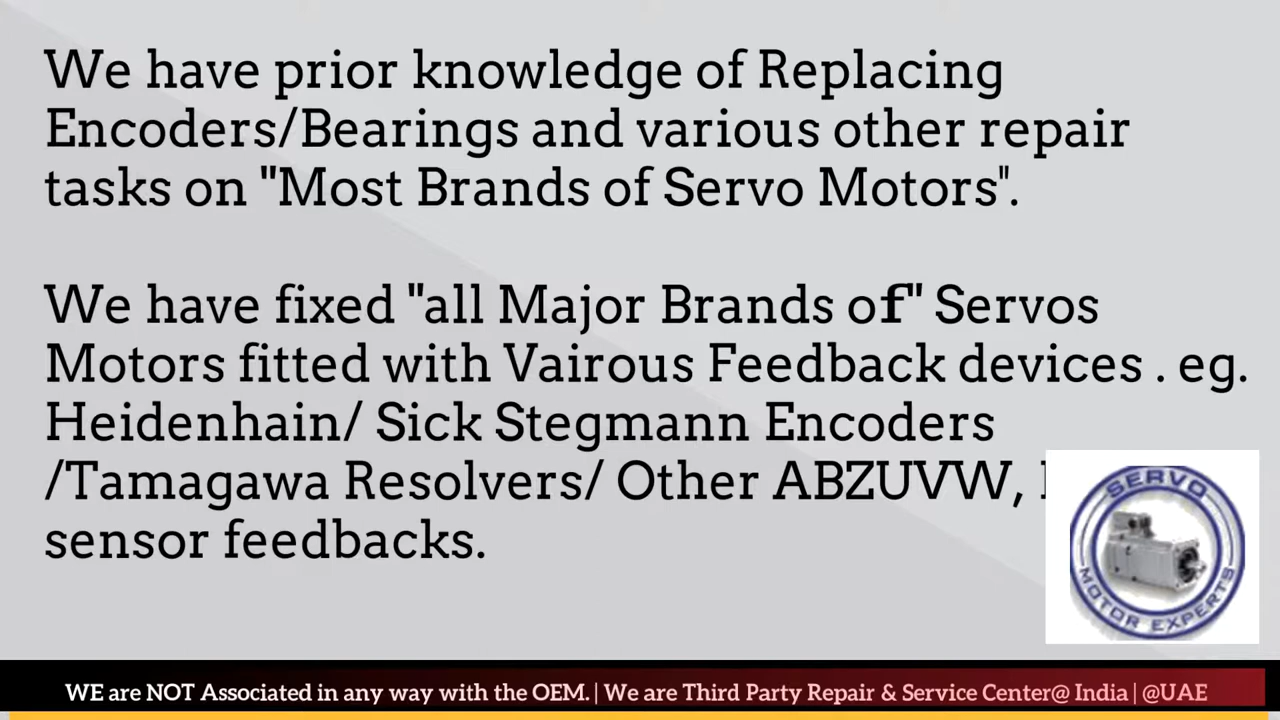 We have prior knowledge of Replacing
Encoders/Bearings and various other repair
tasks on "Most Brands of Servo Motors".
We have fixed "all Major Brands of" Servos
Motors fitted with Vairous Feedback devices . eg.
Heidenhain/ Sick Stegmann Encoders
/Tamagawa Resolvers/ Other ABZUVW,
sensor feedbacks.
SERVO
MOTOR EXPERTS
WE are NOT Associated in any way with the OEM. | We are Third Party Repair & Service Center@ India | @UAE